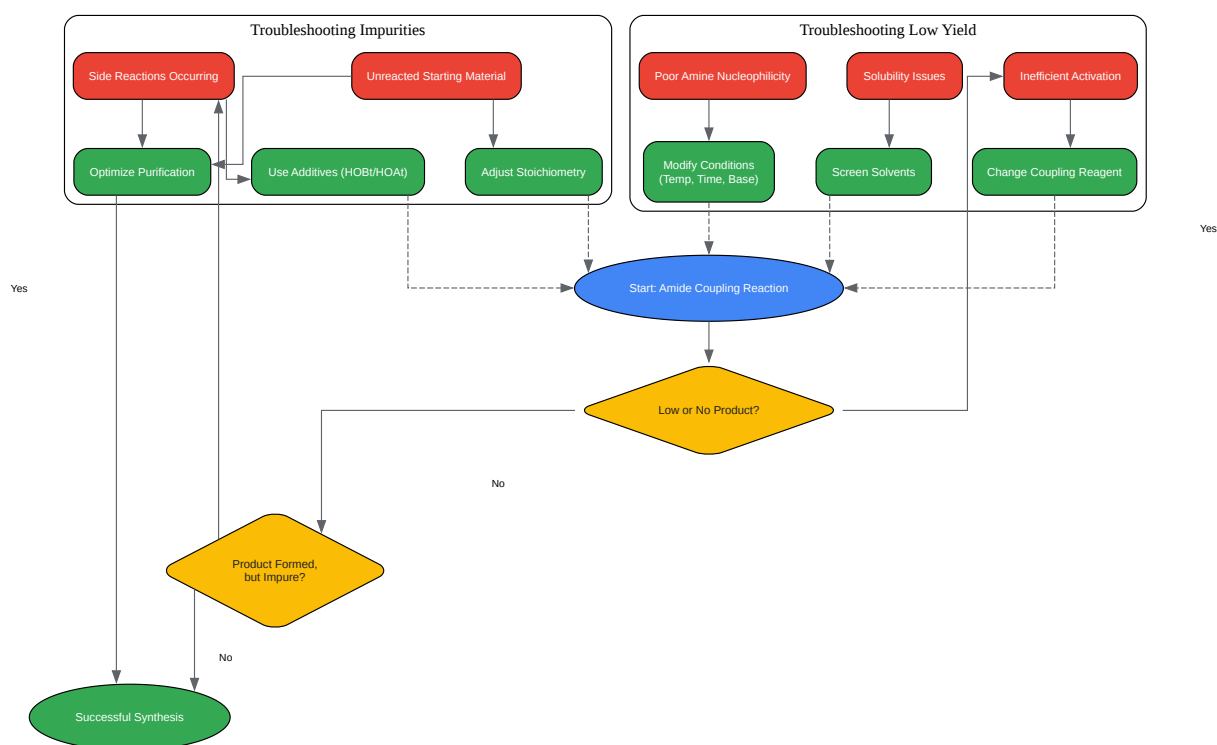 Troubleshooting Impurities
Troubleshooting Low Yield
Side Reactions Occurring
Unreacted Starting Material
Poor Amine Nucleophilicity
Solubility Issues
Inefficient Activation
Optimize Purification
Use Additives (HOBt/HOAt)
Adjust Stoichiometry
Modify Conditions
(Temp, Time, Base)
Screen Solvents
Change Coupling Reagent
Yes
Yes
Start: Amide Coupling Reaction
Low or No Product?
No
Product Formed,
but Impure?
No
Successful Synthesis